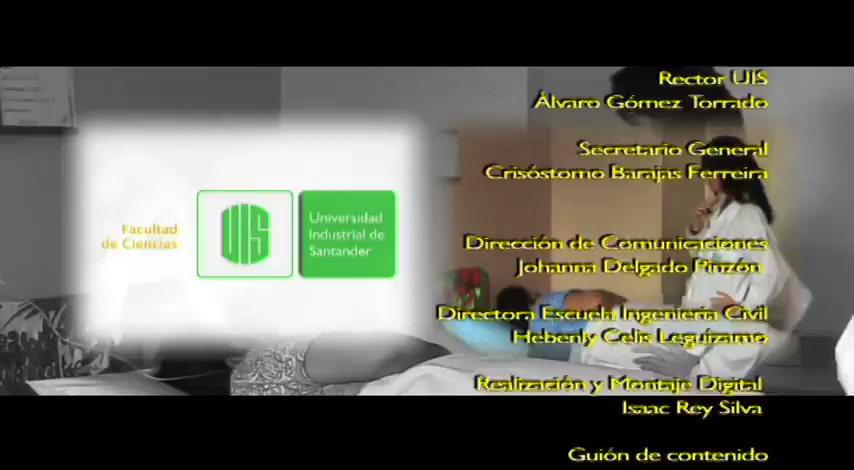 Facultad
de Ciencias
UIS
Universidad
Industrial de
Santander
Rector UIS
Álvaro Gómez Torrado
Secretario General
Crisóstomo Barajas Ferreira
Dirección de Comunicaciones
Johanna Delgado Pinzón
Directora Escuela Ingenieria Civil
Hebenly Celis Leguizamo
Realización y Montaje Digital
Isaac Rey Silva
Guión de contenido